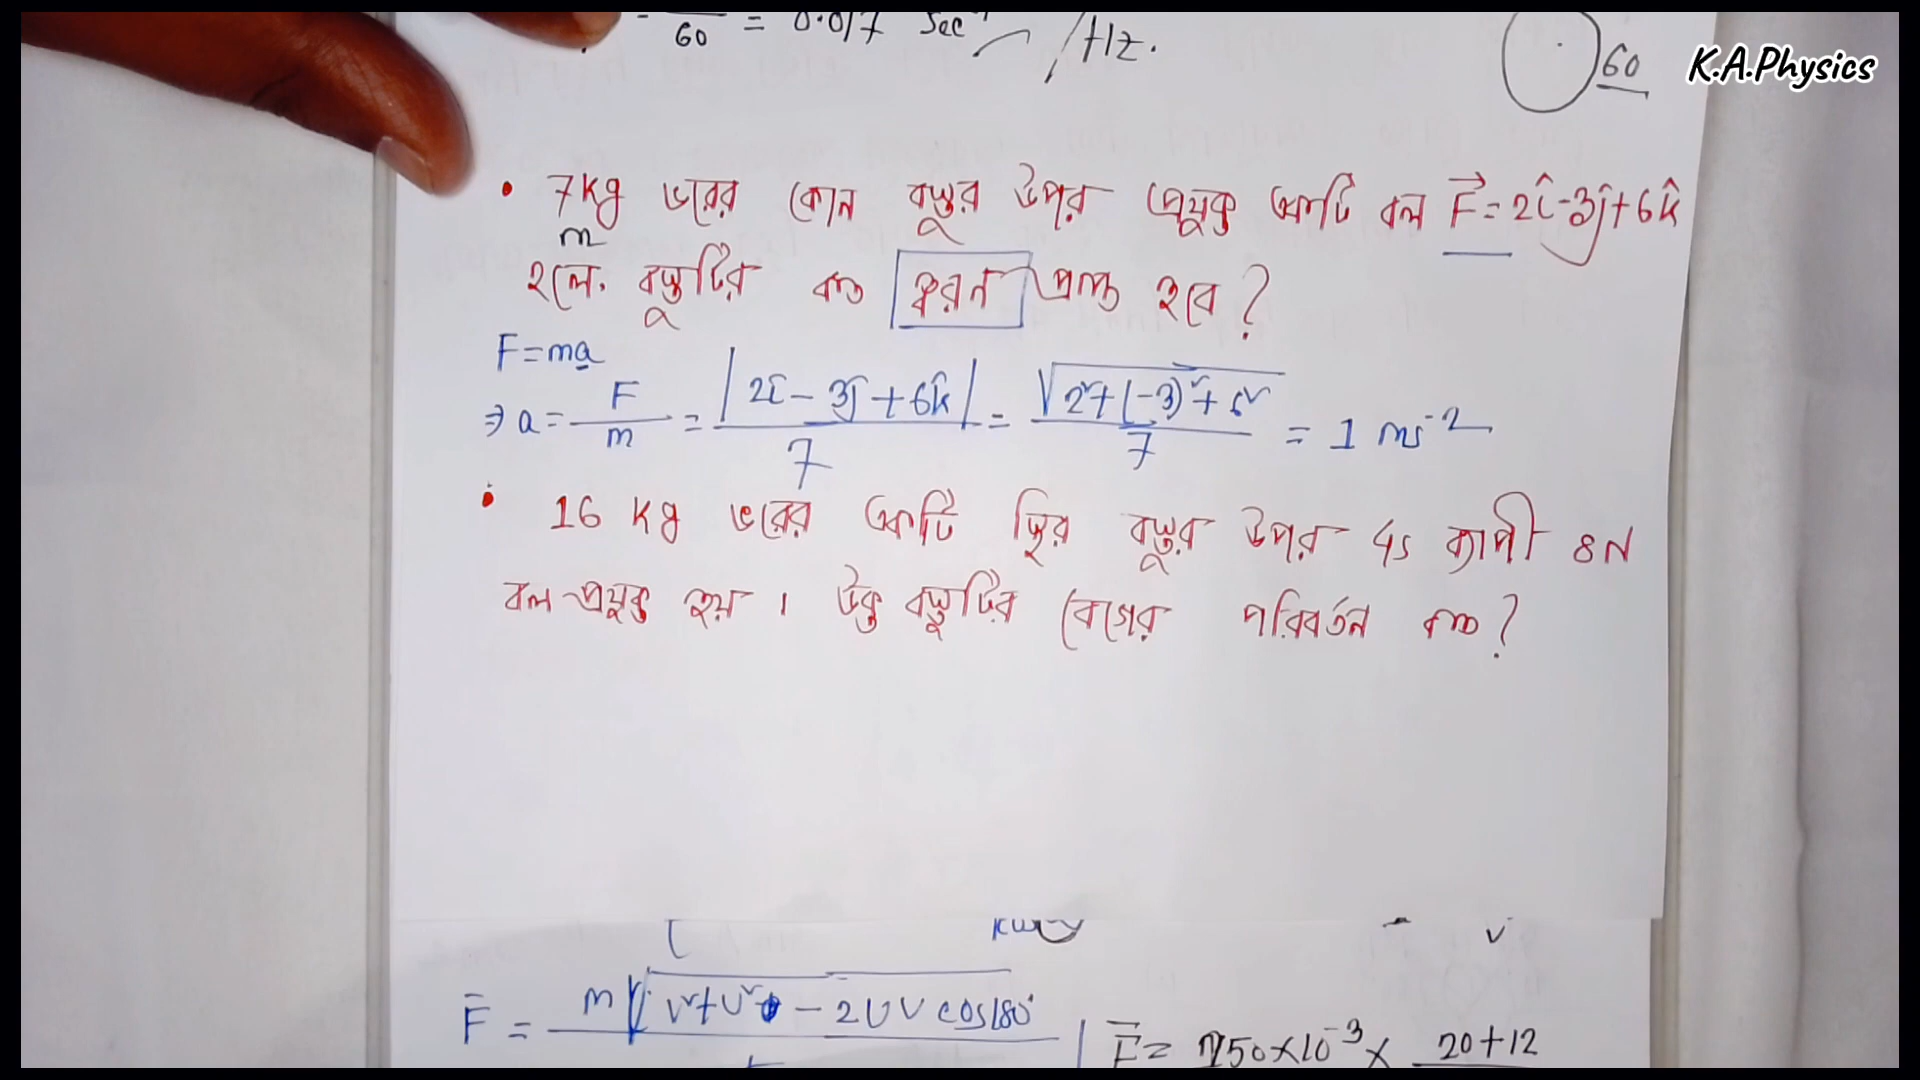 60 = 0.017 sec⁻¹ /Hz.
60
K.A.Physics
• 7kg ভরের কোন বস্তুর উপর প্রযুক্ত একটি বল F⃗ = 2î-3ĵ+6k̂
m
হলে, বস্তুটির কত ত্বরন প্রাপ্ত হবে?
F=ma
⇒ a = F/m = |2î - 3ĵ + 6k̂|/7 = √(2²+(-3)²+6²)/7 = 1 ms⁻²
• 16 kg ভরের একটি স্থির বস্তুর উপর 4s ব্যাপী 8N
বল প্রযুক্ত হয়। উক্ত বস্তুটির বেগের পরিবর্তন কত?
F = m√(v²+u² - 2uv cos180°)
F⃗ = 250×10⁻³ × 20+12